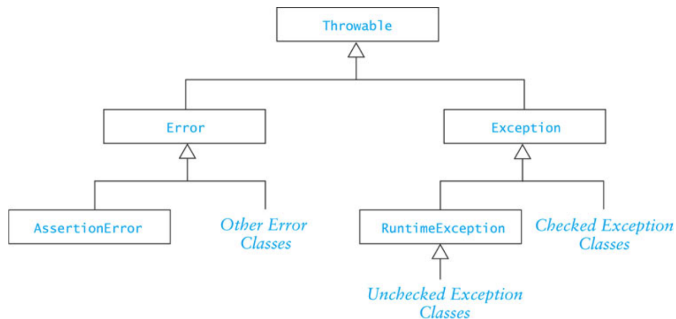 Throwable
Error
Exception
AssertionError
Other Error
Classes
RuntimeException
Checked Exception
Classes
Unchecked Exception
Classes